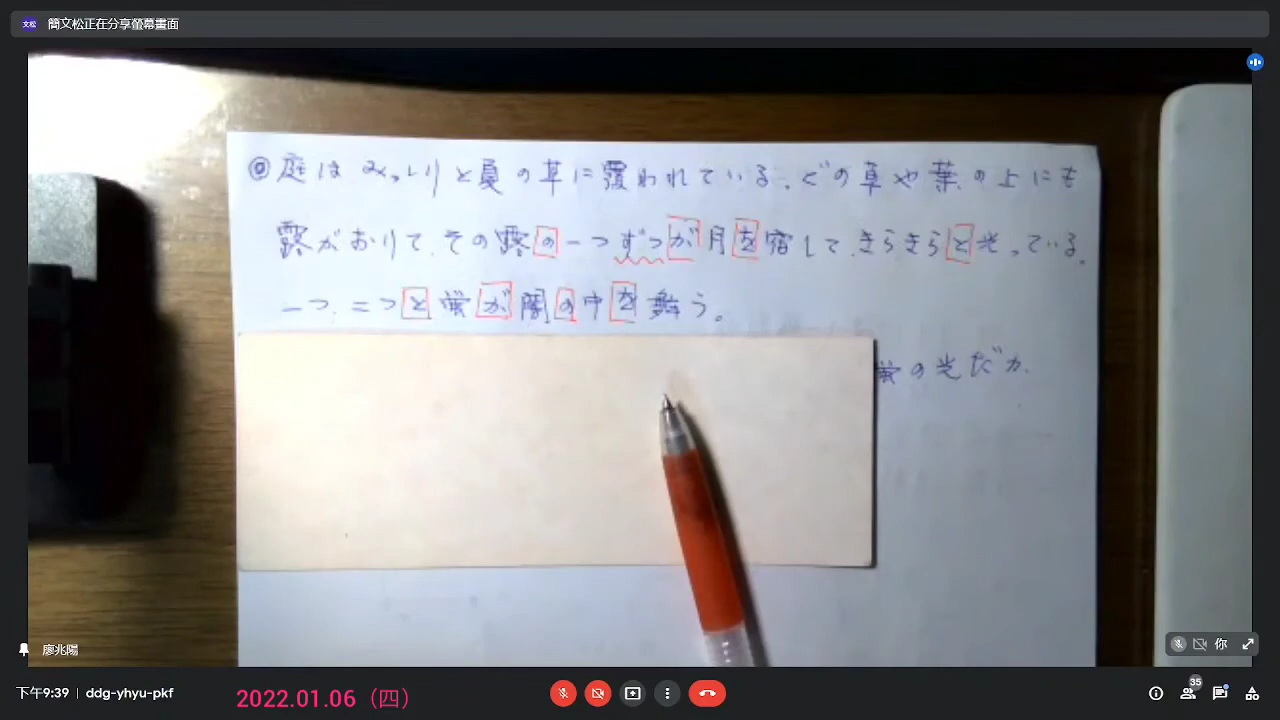 文松 簡文松正在分享螢幕畫面
◎庭はみっしりと夏の草に覆われている。どの草や葉の上にも
露がおりて、その露の一つずつが月を宿して、きらきらと光っている。
一つ、二つと蛍が闇の中を舞う。
蛍の光だか
廖兆陽
你
下午9:39 | ddg-yhyu-pkf
2022.01.06（四）
35